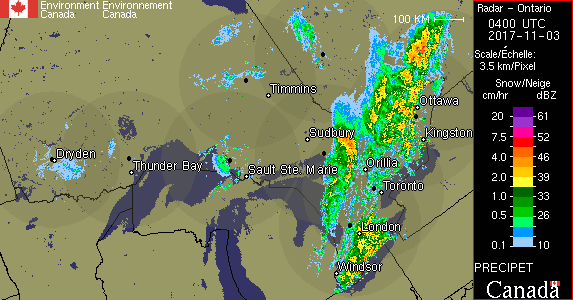 Environment Environnement
Canada Canada
100 KM
Timmins
Ottawa
Sudbury
Kingston
Dryden
Thunder Bay
Sault Ste. Marie
Orillia
Toronto
London
Windsor
Radar - Ontario
0400 UTC
2017-11-03
Scale/Échelle:
3.5 km/Pixel
Snow/Neige
cm/hr dBZ
20 61
7.5 52
4.0 46
2.0 39
1.0 33
0.5 26
0.1 10
PRECIPET
Canada